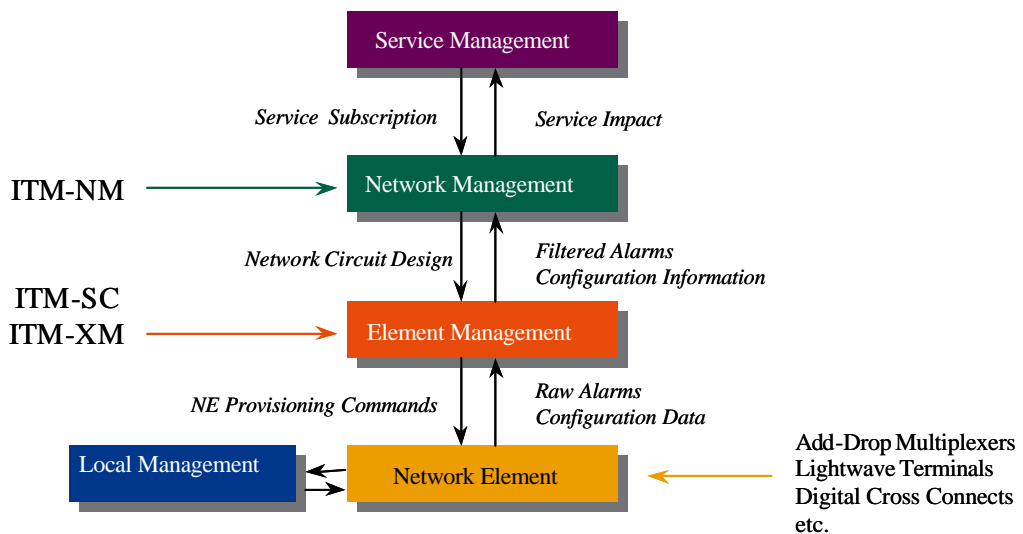 Service Management
Service Subscription
Service Impact
ITM-NM
Network Management
Network Circuit Design
Filtered Alarms
Configuration Information
ITM-SC
ITM-XM
Element Management
NE Provisioning Commands
Raw Alarms
Configuration Data
Local Management
Network Element
Add-Drop Multiplexers
Lightwave Terminals
Digital Cross Connects
etc.